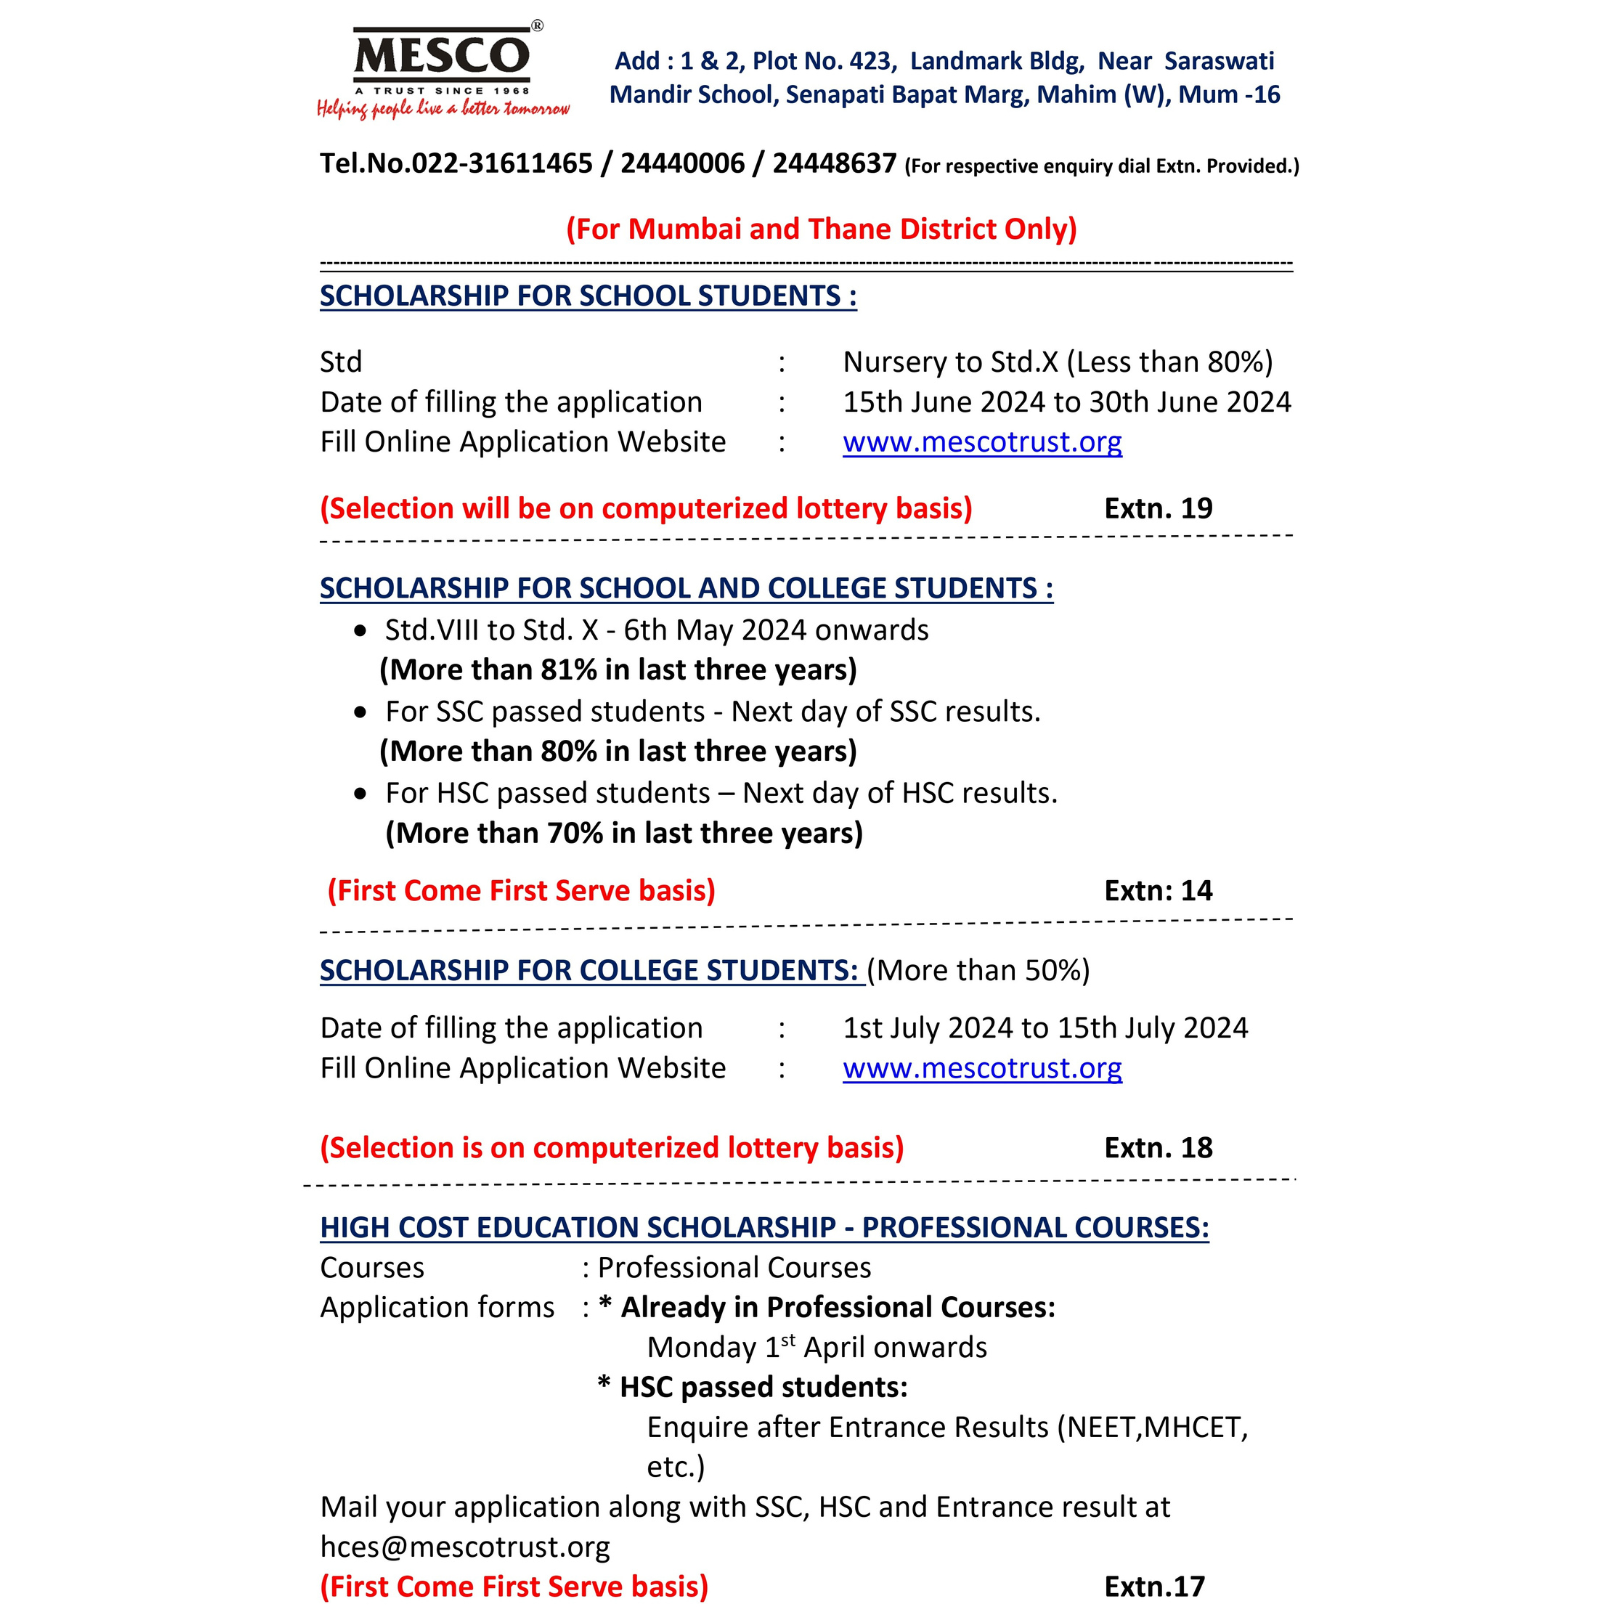 MESCO®
A TRUST SINCE 1968
Helping people live a better tomorrow
Add : 1 & 2, Plot No. 423, Landmark Bldg, Near Saraswati
Mandir School, Senapati Bapat Marg, Mahim (W), Mum -16
Tel.No.022-31611465 / 24440006 / 24448637 (For respective enquiry dial Extn. Provided.)
(For Mumbai and Thane District Only)
SCHOLARSHIP FOR SCHOOL STUDENTS :
Std : Nursery to Std.X (Less than 80%)
Date of filling the application : 15th June 2024 to 30th June 2024
Fill Online Application Website : www.mescotrust.org
(Selection will be on computerized lottery basis) Extn. 19
SCHOLARSHIP FOR SCHOOL AND COLLEGE STUDENTS :
• Std.VIII to Std. X - 6th May 2024 onwards
(More than 81% in last three years)
• For SSC passed students - Next day of SSC results.
(More than 80% in last three years)
• For HSC passed students – Next day of HSC results.
(More than 70% in last three years)
(First Come First Serve basis) Extn: 14
SCHOLARSHIP FOR COLLEGE STUDENTS: (More than 50%)
Date of filling the application : 1st July 2024 to 15th July 2024
Fill Online Application Website : www.mescotrust.org
(Selection is on computerized lottery basis) Extn. 18
HIGH COST EDUCATION SCHOLARSHIP - PROFESSIONAL COURSES:
Courses : Professional Courses
Application forms : * Already in Professional Courses:
Monday 1st April onwards
* HSC passed students:
Enquire after Entrance Results (NEET,MHCET,
etc.)
Mail your application along with SSC, HSC and Entrance result at
hces@mescotrust.org
(First Come First Serve basis) Extn.17